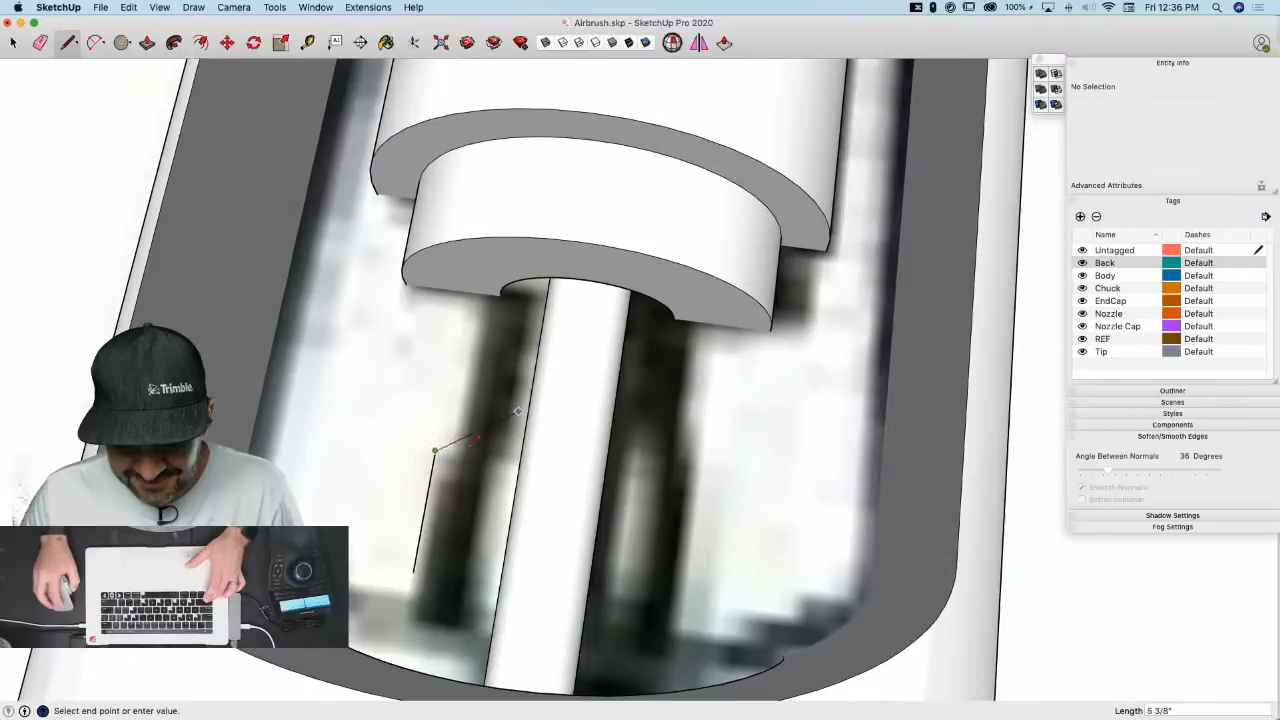 SketchUp File Edit View Draw Camera Tools Window Extensions Help
100% Fri 12:36 PM
Airbrush.skp - SketchUp Pro 2020
Entity Info
No Selection
Advanced Attributes
Tags
Name Dashes
Untagged Default
Back Default
Body Default
Chuck Default
EndCap Default
Nozzle Default
Nozzle Cap Default
REF Default
Tip Default
Outliner
Scenes
Styles
Components
Soften/Smooth Edges
Angle Between Normals 36 Degrees
Smooth Normals
Soften coplanar
Shadow Settings
Fog Settings
Trimble
Select end point or enter value.
Length 5 3/8"